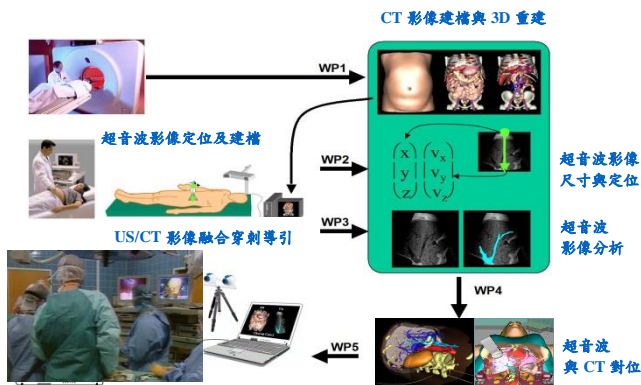 CT 影像建檔與 3D 重建
WP1
超音波影像定位及建檔
WP2
x
y
z
v_x
v_y
v_z
超音波影像
尺寸與定位
WP3
US/CT 影像融合穿刺導引
超音波
影像分析
WP4
WP5
超音波
與 CT 對位